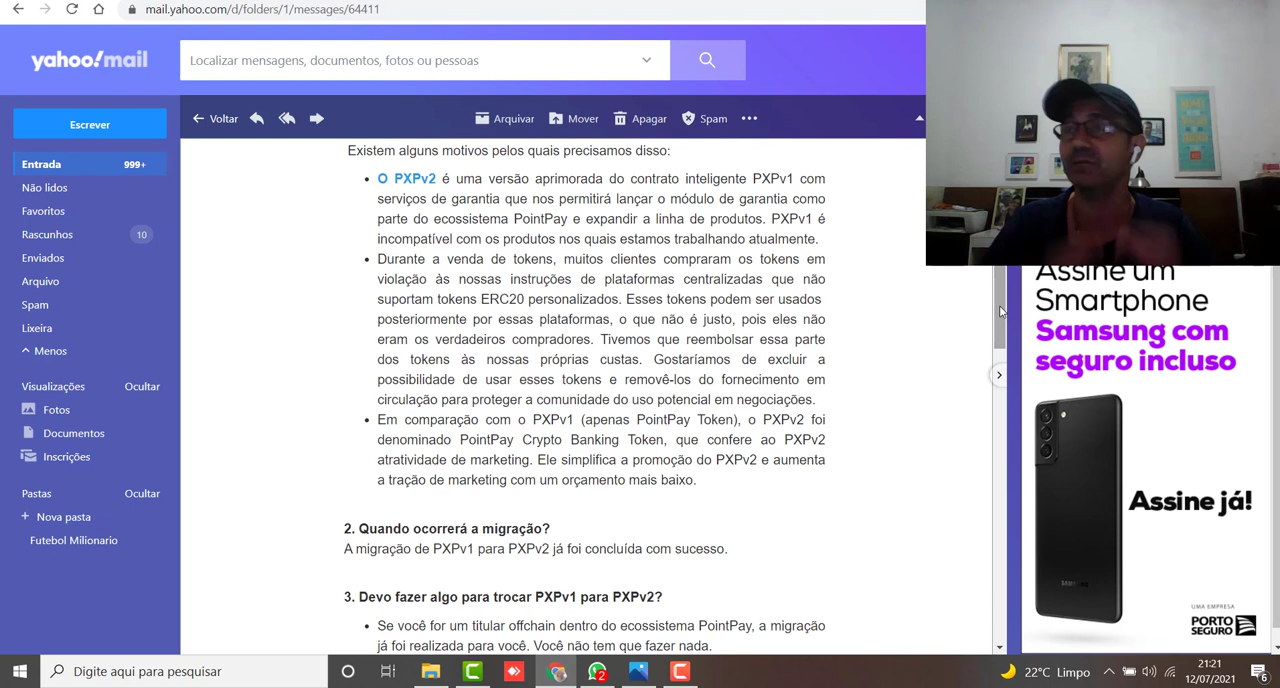 mail.yahoo.com/d/folders/1/messages/64411
yahoo!mail
Localizar mensagens, documentos, fotos ou pessoas
Escrever
Voltar
Arquivar
Mover
Apagar
Spam
Entrada 999+
Não lidos
Favoritos
Rascunhos 10
Enviados
Arquivo
Spam
Lixeira
Menos
Visualizações Ocultar
Fotos
Documentos
Inscrições
Pastas Ocultar
+ Nova pasta
Futebol Milionario
Existem alguns motivos pelos quais precisamos disso:
• O PXPv2 é uma versão aprimorada do contrato inteligente PXPv1 com
serviços de garantia que nos permitirá lançar o módulo de garantia como
parte do ecossistema PointPay e expandir a linha de produtos. PXPv1 é
incompatível com os produtos nos quais estamos trabalhando atualmente.
• Durante a venda de tokens, muitos clientes compraram os tokens em
violação às nossas instruções de plataformas centralizadas que não
suportam tokens ERC20 personalizados. Esses tokens podem ser usados
posteriormente por essas plataformas, o que não é justo, pois eles não
eram os verdadeiros compradores. Tivemos que reembolsar essa parte
dos tokens às nossas próprias custas. Gostaríamos de excluir a
possibilidade de usar esses tokens e removê-los do fornecimento em
circulação para proteger a comunidade do uso potencial em negociações.
• Em comparação com o PXPv1 (apenas PointPay Token), o PXPv2 foi
denominado PointPay Crypto Banking Token, que confere ao PXPv2
atratividade de marketing. Ele simplifica a promoção do PXPv2 e aumenta
a tração de marketing com um orçamento mais baixo.
2. Quando ocorrerá a migração?
A migração de PXPv1 para PXPv2 já foi concluída com sucesso.
3. Devo fazer algo para trocar PXPv1 para PXPv2?
• Se você for um titular offchain dentro do ecossistema PointPay, a migração
já foi realizada para você. Você não tem que fazer nada.
Assine um
Smartphone
Samsung com
seguro incluso
Assine já!
UMA EMPRESA
PORTO
SEGURO
Digite aqui para pesquisar
2
22°C Limpo
21:21
12/07/2021
6